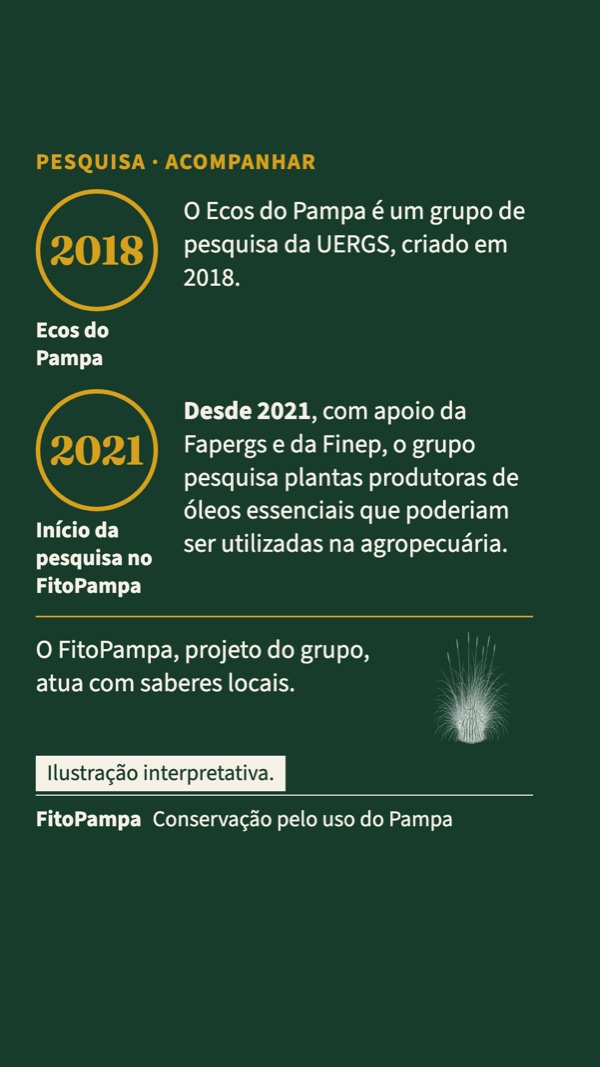 PESQUISA · ACOMPANHAR
2018
Ecos do
Pampa
O Ecos do Pampa é um grupo de
pesquisa da UERGS, criado em
2018.
2021
Início da
pesquisa no
FitoPampa
Desde 2021, com apoio da
Fapergs e da Finep, o grupo
pesquisa plantas produtoras de
óleos essenciais que poderiam
ser utilizadas na agropecuária.
O FitoPampa, projeto do grupo,
atua com saberes locais.
Ilustração interpretativa.
FitoPampa Conservação pelo uso do Pampa